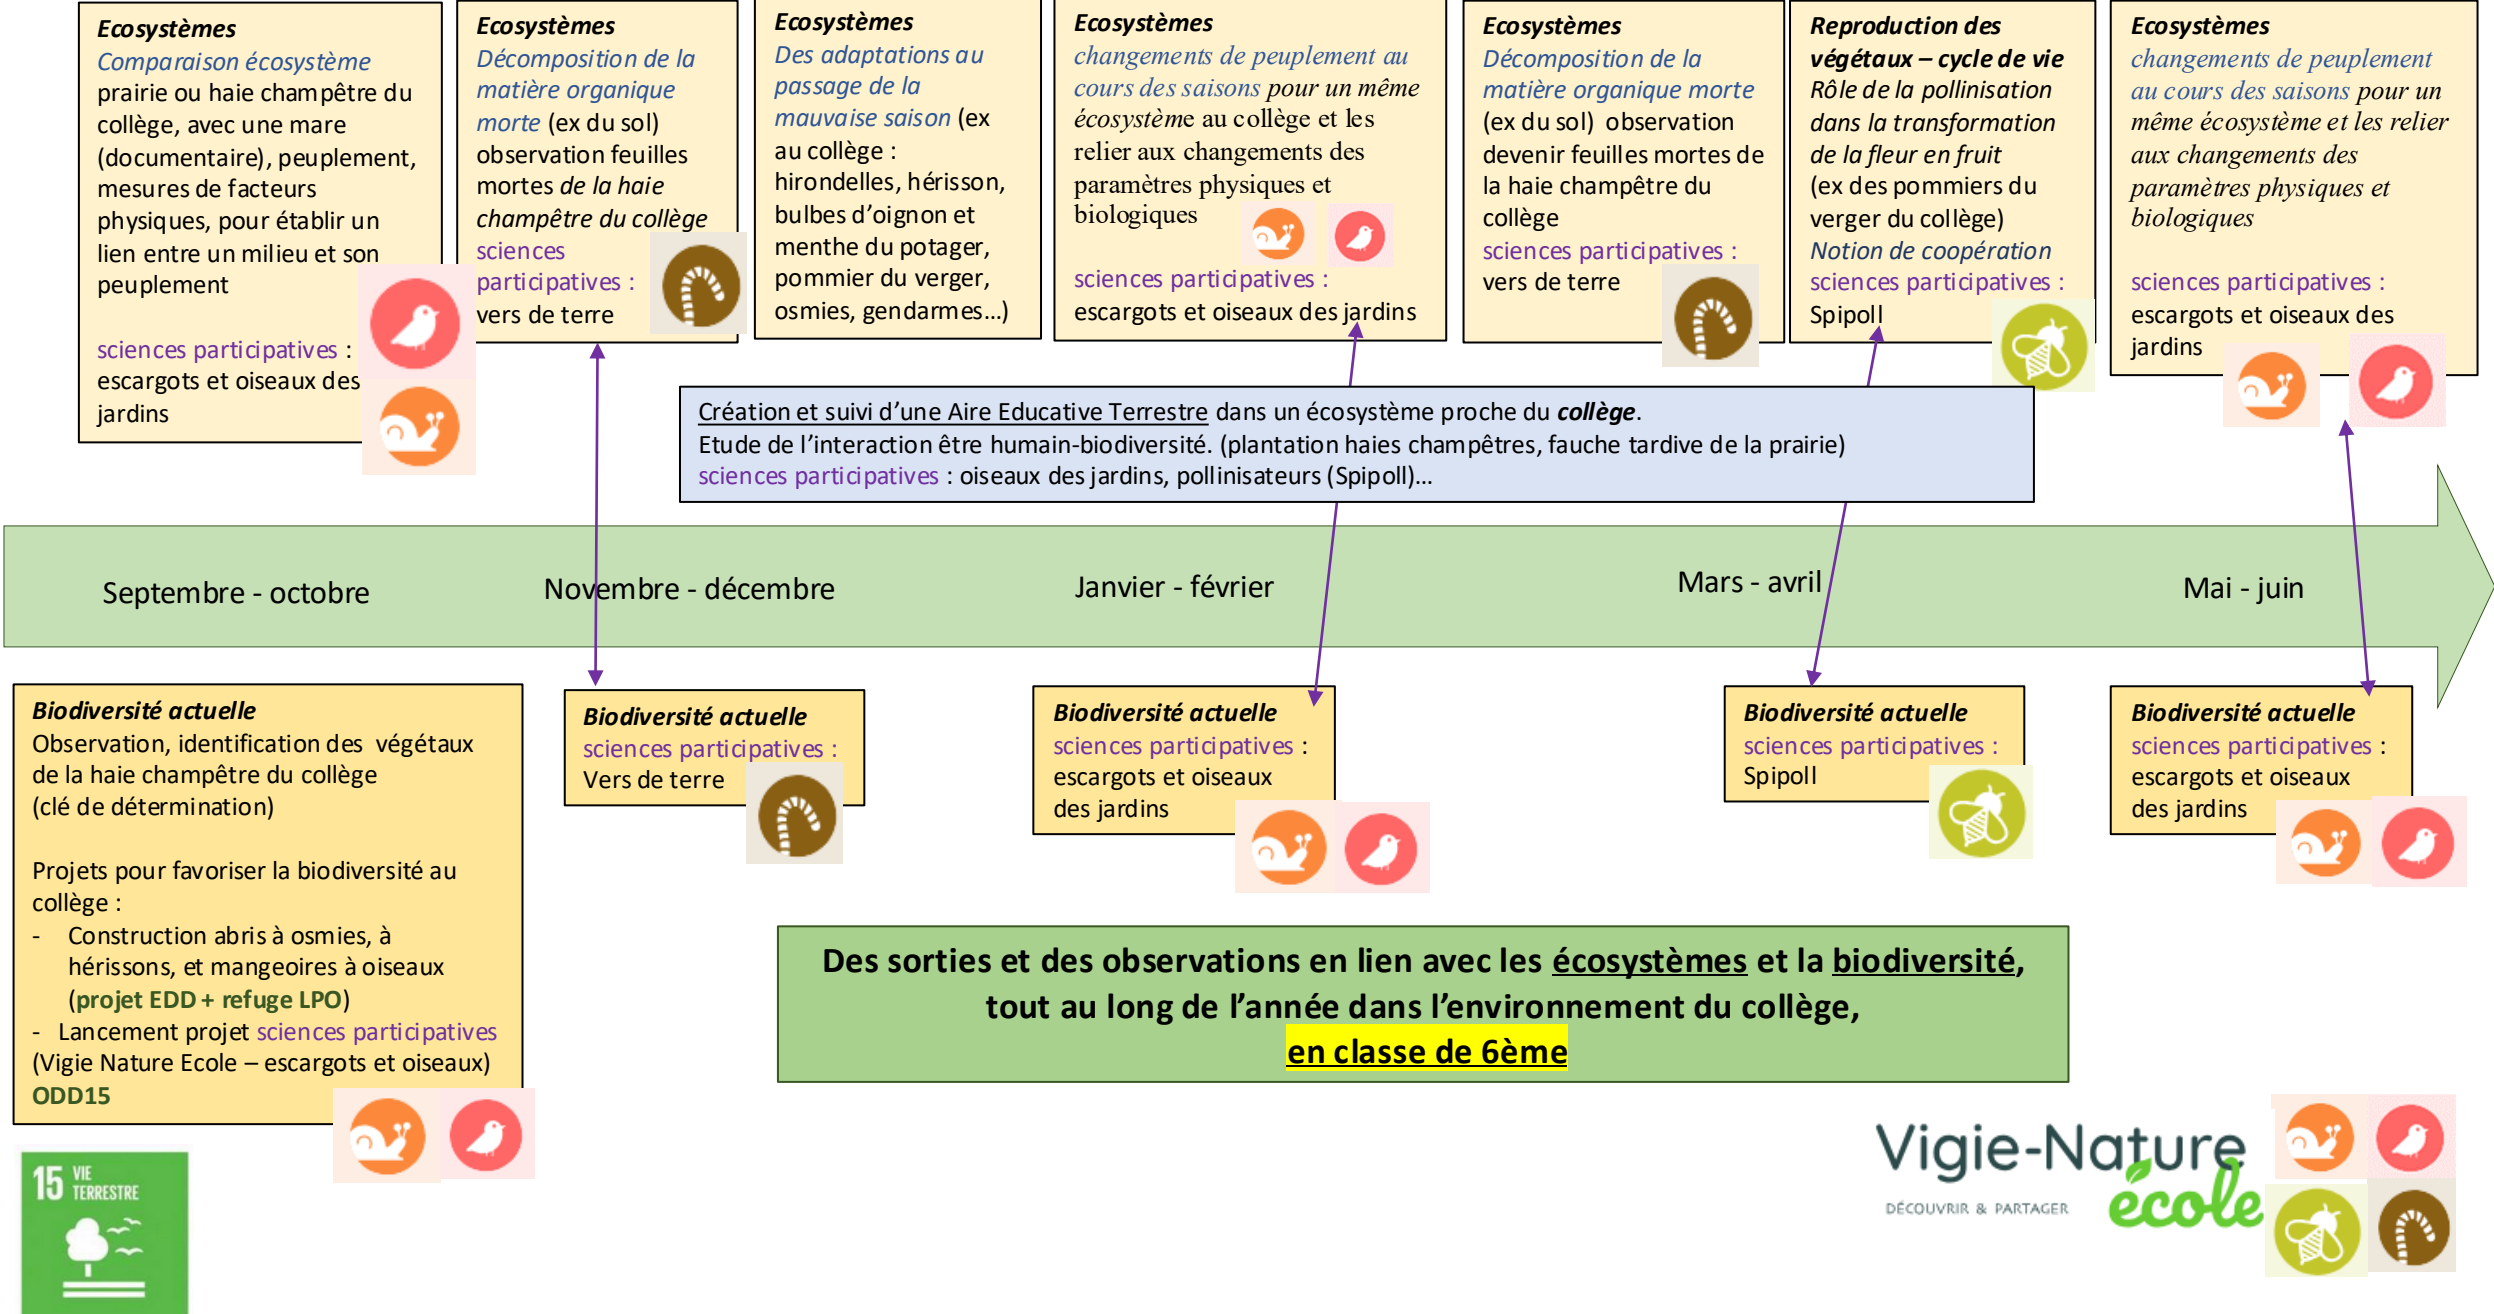 Ecosystèmes
Comparaison écosystème
prairie ou haie champêtre du
collège, avec une mare
(documentaire), peuplement,
mesures de facteurs
physiques, pour établir un
lien entre un milieu et son
peuplement
sciences participatives :
escargots et oiseaux des
jardins
Ecosystèmes
Décomposition de la
matière organique
morte (ex du sol)
observation feuilles
mortes de la haie
champêtre du collège
sciences
participatives :
vers de terre
Ecosystèmes
Des adaptations au
passage de la
mauvaise saison (ex
au collège :
hirondelles, hérisson,
bulbes d’oignon et
menthe du potager,
pommier du verger,
osmies, gendarmes…)
Ecosystèmes
changements de peuplement au
cours des saisons pour un même
écosystème au collège et les
relier aux changements des
paramètres physiques et
biologiques
sciences participatives :
escargots et oiseaux des jardins
Ecosystèmes
Décomposition de la
matière organique morte
(ex du sol) observation
devenir feuilles mortes de
la haie champêtre du
collège
sciences participatives :
vers de terre
Reproduction des
végétaux – cycle de vie
Rôle de la pollinisation
dans la transformation
de la fleur en fruit
(ex des pommiers du
verger du collège)
Notion de coopération
sciences participatives :
Spipoll
Ecosystèmes
changements de peuplement
au cours des saisons pour un
même écosystème et les relier
aux changements des
paramètres physiques et
biologiques
sciences participatives :
escargots et oiseaux des
jardins
Création et suivi d’une Aire Educative Terrestre dans un écosystème proche du collège.
Etude de l’interaction être humain-biodiversité. (plantation haies champêtres, fauche tardive de la prairie)
sciences participatives : oiseaux des jardins, pollinisateurs (Spipoll)…
Septembre - octobre
Novembre - décembre
Janvier - février
Mars - avril
Mai - juin
Biodiversité actuelle
Observation, identification des végétaux
de la haie champêtre du collège
(clé de détermination)
Projets pour favoriser la biodiversité au
collège :
- Construction abris à osmies, à
hérissons, et mangeoires à oiseaux
(projet EDD + refuge LPO)
- Lancement projet sciences participatives
(Vigie Nature Ecole – escargots et oiseaux)
ODD15
Biodiversité actuelle
sciences participatives :
Vers de terre
Biodiversité actuelle
sciences participatives :
escargots et oiseaux
des jardins
Biodiversité actuelle
sciences participatives :
Spipoll
Biodiversité actuelle
sciences participatives :
escargots et oiseaux
des jardins
Des sorties et des observations en lien avec les écosystèmes et la biodiversité,
tout au long de l’année dans l’environnement du collège,
en classe de 6ème
15 VIE
TERRESTRE
Vigie-Nature
école
DÉCOUVRIR & PARTAGER